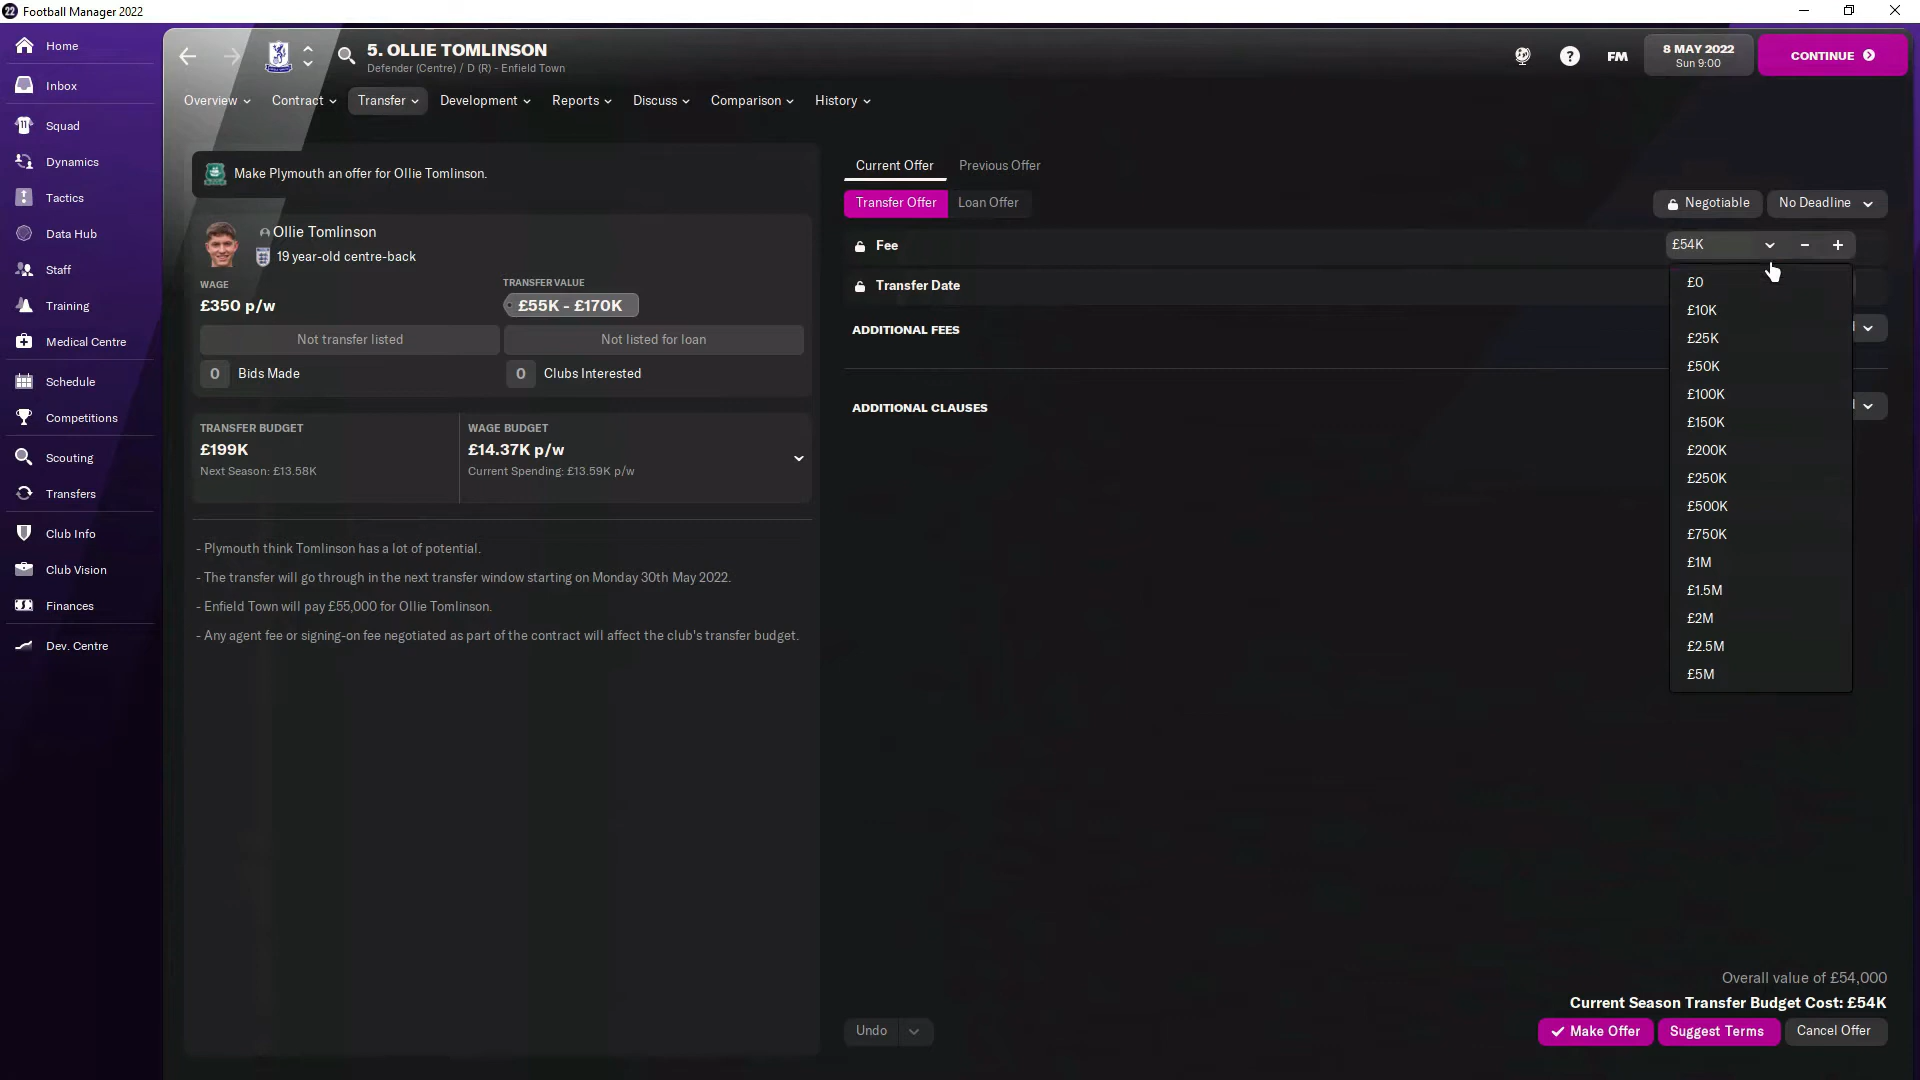 22 Football Manager 2022
Home
Inbox
Squad
Dynamics
Tactics
Data Hub
Staff
Training
Medical Centre
Schedule
Competitions
Scouting
Transfers
Club Info
Club Vision
Finances
Dev. Centre
5. OLLIE TOMLINSON
Defender (Centre) / D (R) - Enfield Town
FM
8 MAY 2022
Sun 9:00
CONTINUE
Overview Contract Transfer Development Reports Discuss Comparison History
Make Plymouth an offer for Ollie Tomlinson.
Ollie Tomlinson
19 year-old centre-back
WAGE
£350 p/w
TRANSFER VALUE
£55K - £170K
Not transfer listed
Not listed for loan
0 Bids Made
0 Clubs Interested
TRANSFER BUDGET
£199K
Next Season: £13.58K
WAGE BUDGET
£14.37K p/w
Current Spending: £13.59K p/w
- Plymouth think Tomlinson has a lot of potential.
- The transfer will go through in the next transfer window starting on Monday 30th May 2022.
- Enfield Town will pay £55,000 for Ollie Tomlinson.
- Any agent fee or signing-on fee negotiated as part of the contract will affect the club's transfer budget.
Current Offer Previous Offer
Transfer Offer Loan Offer
Negotiable No Deadline
Fee £54K - +
Transfer Date
ADDITIONAL FEES
ADDITIONAL CLAUSES
£0
£10K
£25K
£50K
£100K
£150K
£200K
£250K
£500K
£750K
£1M
£1.5M
£2M
£2.5M
£5M
Overall value of £54,000
Current Season Transfer Budget Cost: £54K
Undo
Make Offer Suggest Terms Cancel Offer